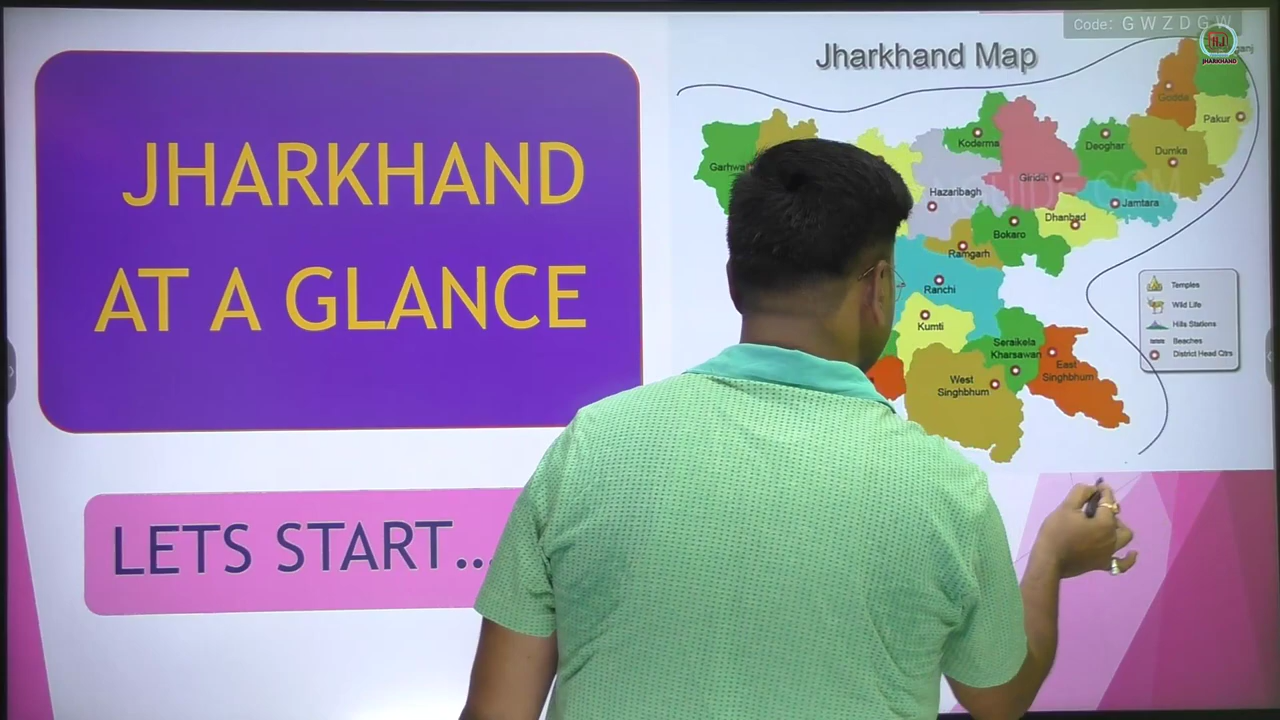 JHARKHAND
AT A GLANCE
LETS START...
Code: G W Z D G W
JHARKHAND
Jharkhand Map
Godda
Pakur
Koderma
Deoghar
Dumka
Giridih
Hazaribagh
Jamtara
Dhanbad
Bokaro
Ramgarh
Ranchi
Kumti
Seraikela
Kharsawan
East
Singhbhum
West
Singhbhum
Temples
Wild Life
Hills Stations
Beaches
District Head Qtrs